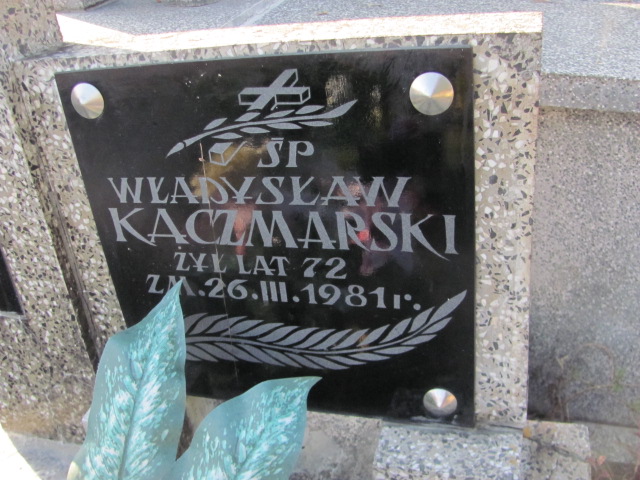 ŚP
WŁADYSŁAW
KACZMARSKI
ŻYŁ LAT 72
ZM. 26.III.1981 r.